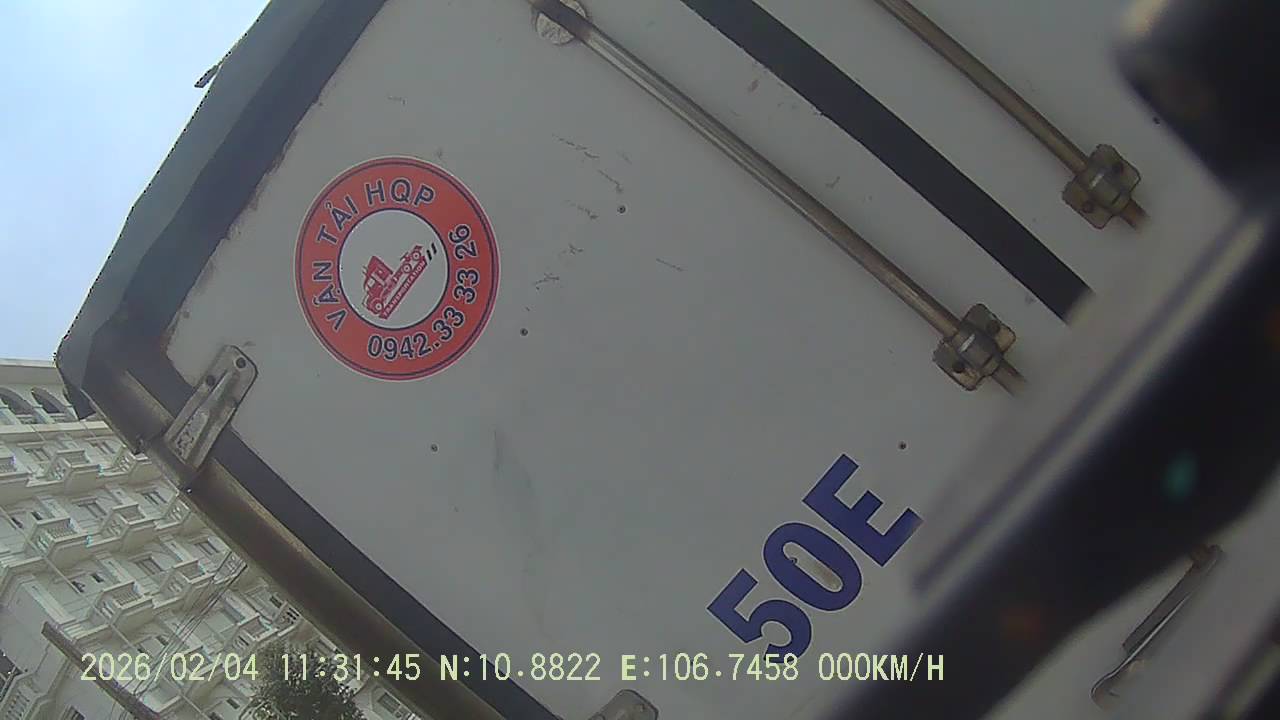 VẬN TẢI HQP
TRANSPORTATION
0942.33 33 26
50E
2026/02/04 11:31:45 N:10.8822 E:106.7458 000KM/H